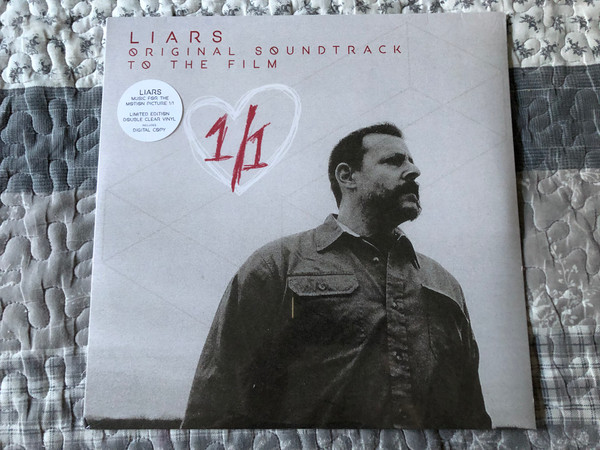 LIARS
ORIGINAL SOUNDTRACK
TO THE FILM
1/1
LIARS
MUSIC FOR THE
MOTION PICTURE 1/1
LIMITED EDITION
DOUBLE CLEAR VINYL
INCLUDES
DIGITAL COPY